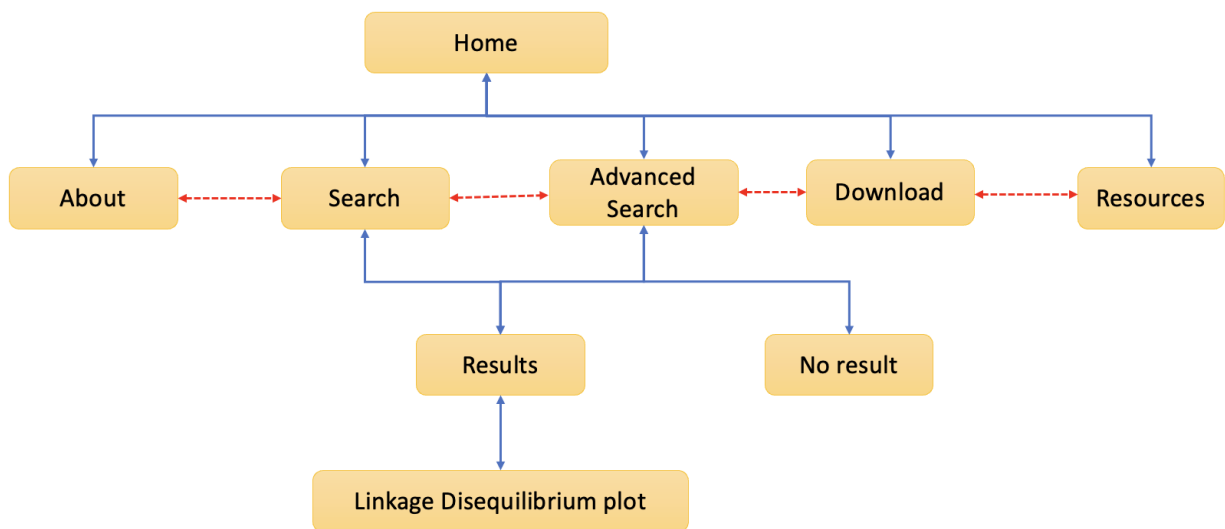 Home
About
Search
Advanced
Search
Download
Resources
Results
No result
Linkage Disequilibrium plot